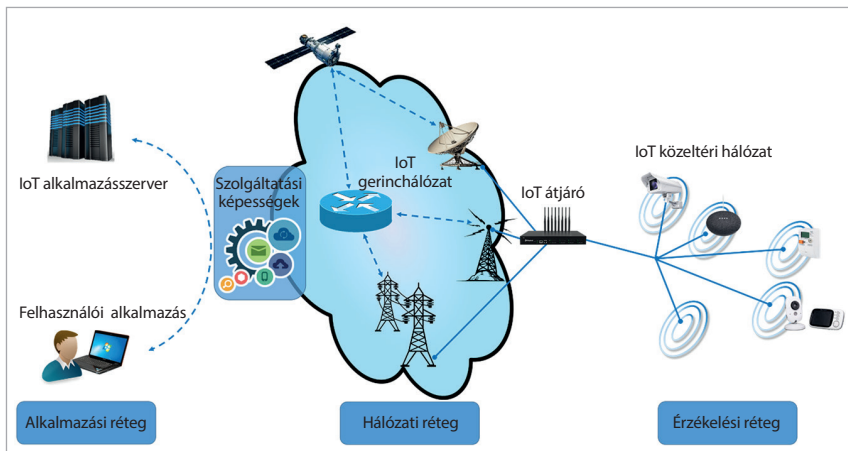 IoT alkalmazásszerver
Felhasználói alkalmazás
Alkalmazási réteg
Szolgáltatási
képességek
IoT
gerinchálózat
Hálózati réteg
IoT átjáró
IoT közeltéri hálózat
Érzékelési réteg